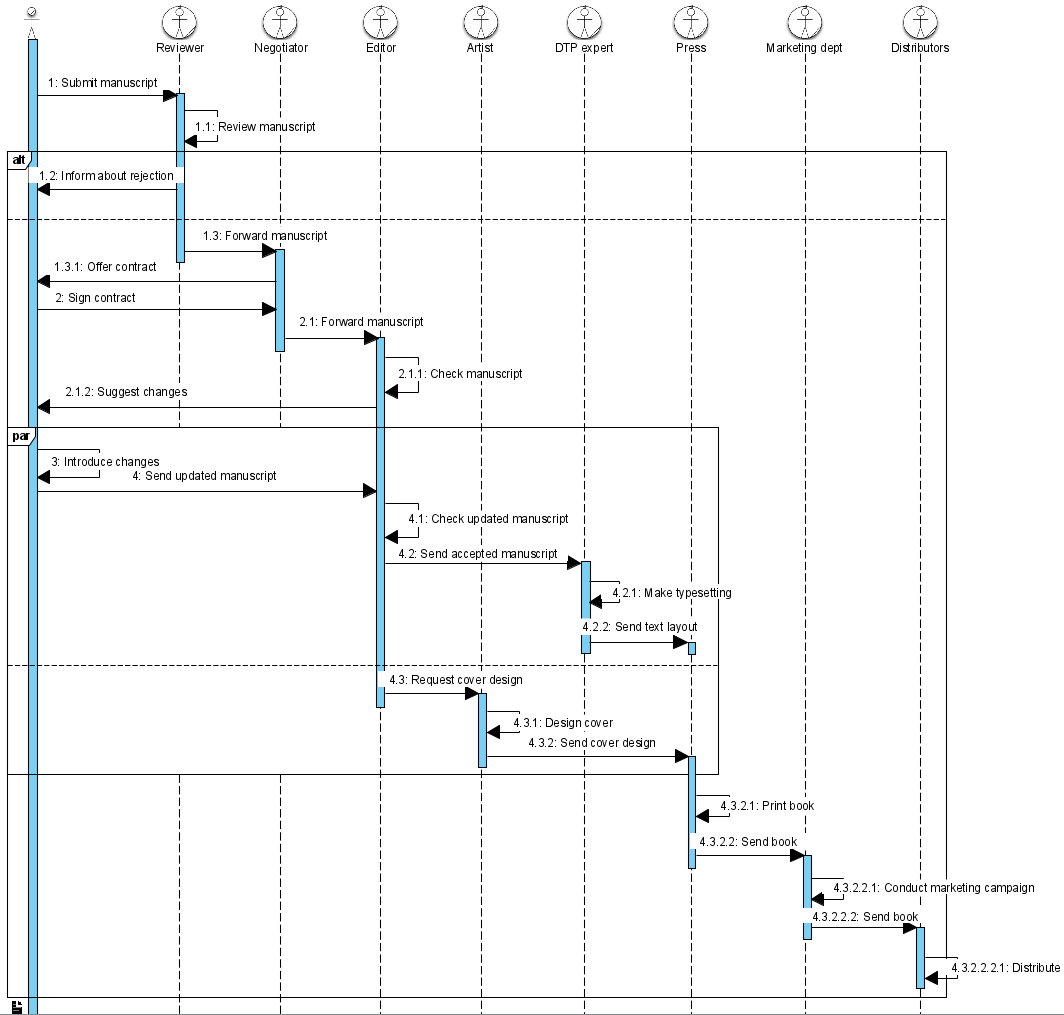 Reviewer
Negotiator
Editor
Artist
DTP expert
Press
Marketing dept
Distributors
1: Submit manuscript
1.1: Review manuscript
alt
1.2: Inform about rejection
1.3: Forward manuscript
1.3.1: Offer contract
2: Sign contract
2.1: Forward manuscript
2.1.1: Check manuscript
2.1.2: Suggest changes
par
3: Introduce changes
4: Send updated manuscript
4.1: Check updated manuscript
4.2: Send accepted manuscript
4.2.1: Make typesetting
4.2.2: Send text layout
4.3: Request cover design
4.3.1: Design cover
4.3.2: Send cover design
4.3.2.1: Print book
4.3.2.2: Send book
4.3.2.2.1: Conduct marketing campaign
4.3.2.2.2: Send book
4.3.2.2.2.1: Distribute